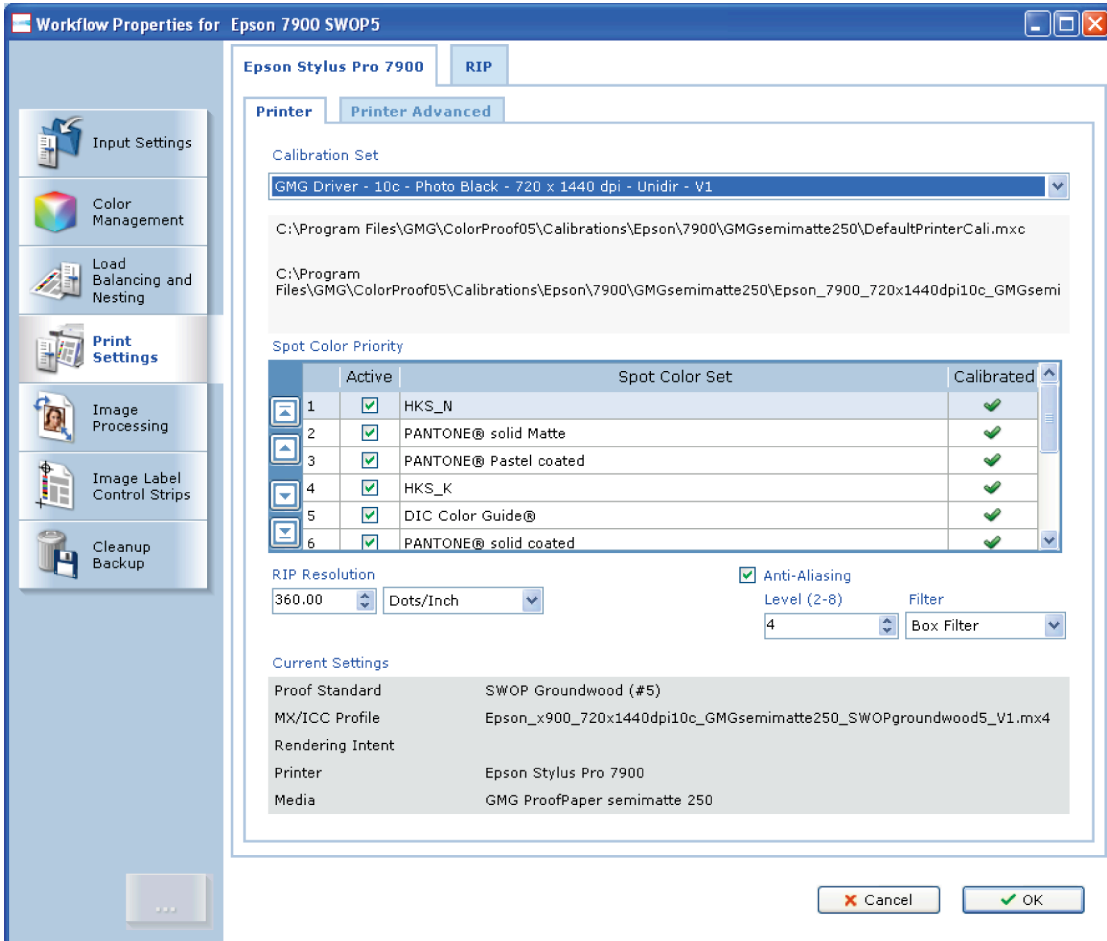 Workflow Properties for Epson 7900 SWOP5
Epson Stylus Pro 7900
RIP
Printer
Printer Advanced
Input Settings
Color
Management
Load
Balancing and
Nesting
Print
Settings
Image
Processing
Image Label
Control Strips
Cleanup
Backup
...
Calibration Set
GMG Driver - 10c - Photo Black - 720 x 1440 dpi - Unidir - V1
C:\Program Files\GMG\ColorProof05\Calibrations\Epson\7900\GMGsemimatte250\DefaultPrinterCali.mxc
C:\Program
Files\GMG\ColorProof05\Calibrations\Epson\7900\GMGsemimatte250\Epson_7900_720x1440dpi10c_GMGsemi
Spot Color Priority
Active Spot Color Set Calibrated
1 HKS_N
2 PANTONE® solid Matte
3 PANTONE® Pastel coated
4 HKS_K
5 DIC Color Guide®
6 PANTONE® solid coated
RIP Resolution
360.00 Dots/Inch
Anti-Aliasing
Level (2-8) Filter
4 Box Filter
Current Settings
Proof Standard SWOP Groundwood (#5)
MX/ICC Profile Epson_x900_720x1440dpi10c_GMGsemimatte250_SWOPgroundwood5_V1.mx4
Rendering Intent
Printer Epson Stylus Pro 7900
Media GMG ProofPaper semimatte 250
Cancel
OK